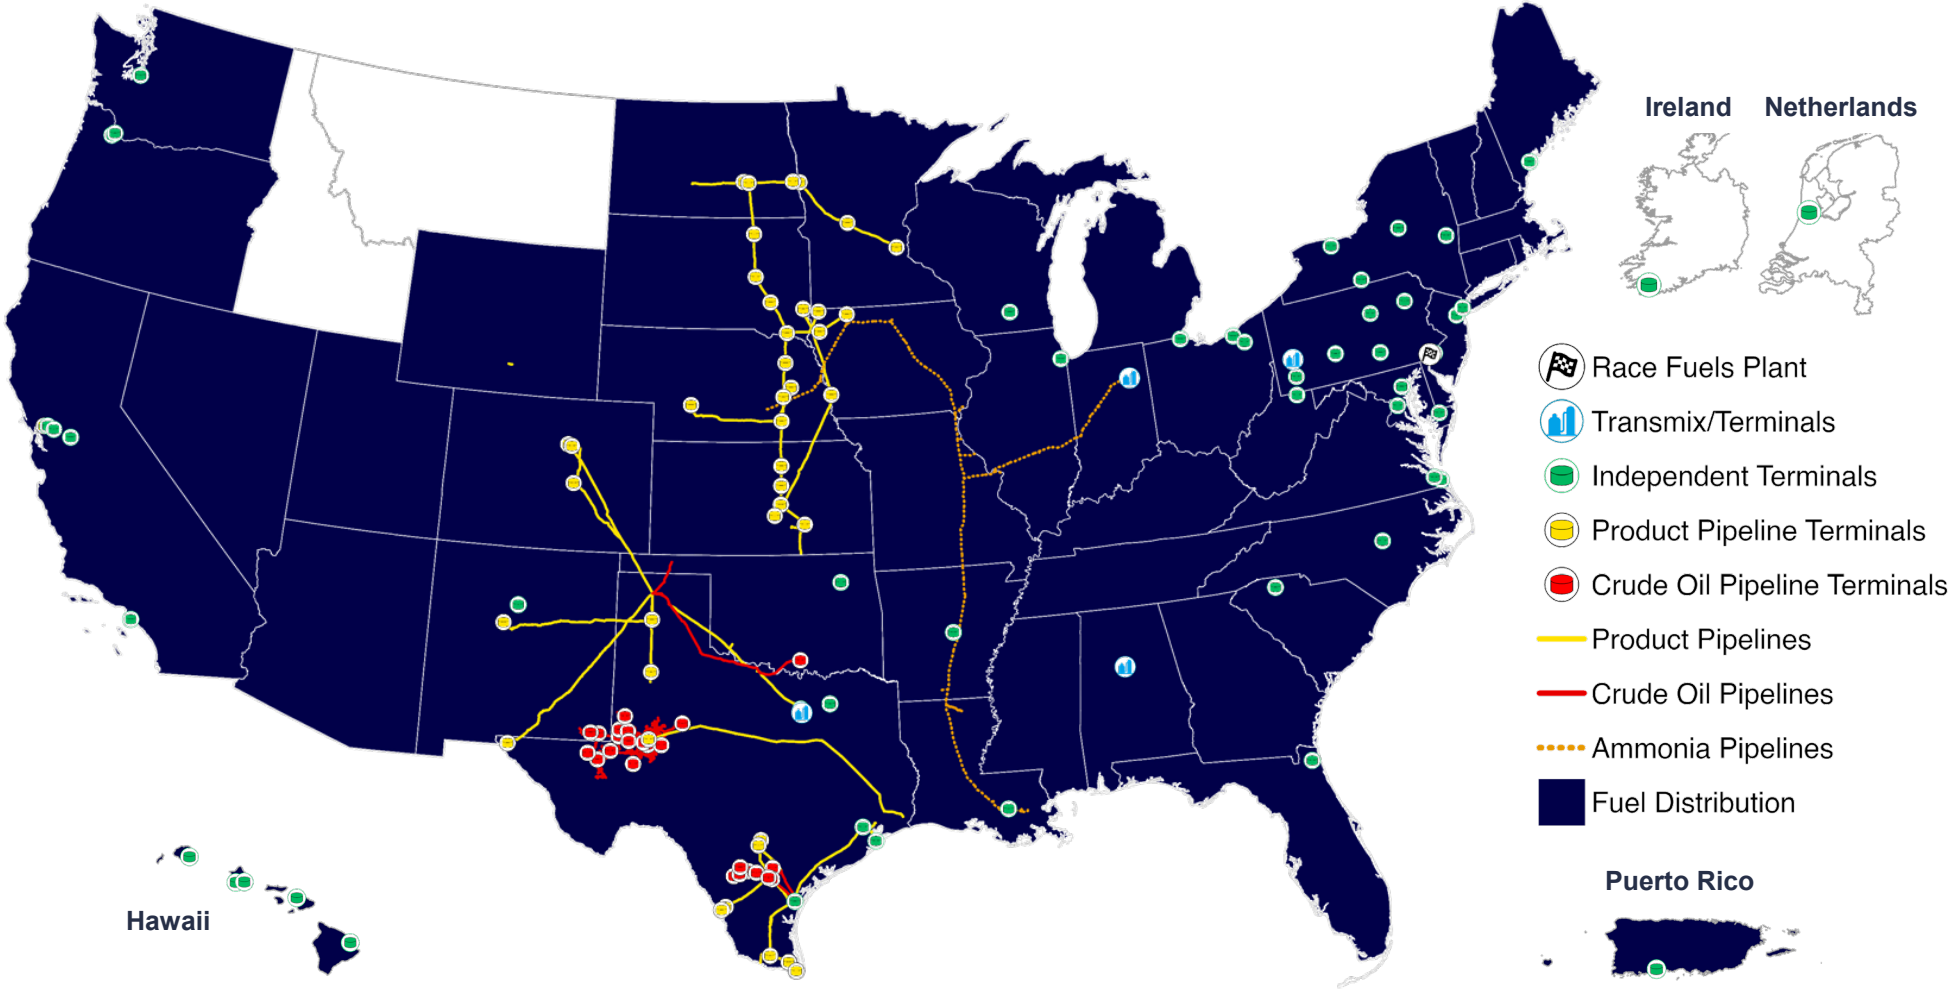 Ireland
Netherlands
Race Fuels Plant
Transmix/Terminals
Independent Terminals
Product Pipeline Terminals
Crude Oil Pipeline Terminals
Product Pipelines
Crude Oil Pipelines
Ammonia Pipelines
Fuel Distribution
Puerto Rico
Hawaii